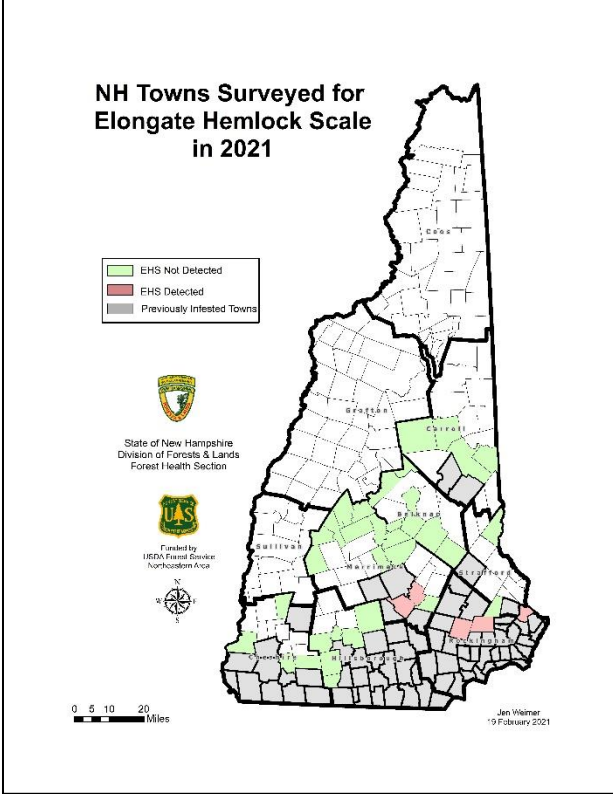 NH Towns Surveyed for
Elongate Hemlock Scale
in 2021
Coos
EHS Not Detected
EHS Detected
Previously Infested Towns
Grafton
Carroll
State of New Hampshire
Division of Forests & Lands
Forest Health Section
Belknap
U S
Funded by
USDA Forest Service
Northeastern Area
Sullivan
Merrimack
Strafford
N
W E
S
Rockingham
Cheshire
Hillsborough
0 5 10 20
Miles
Jen Weimer
19 February 2021